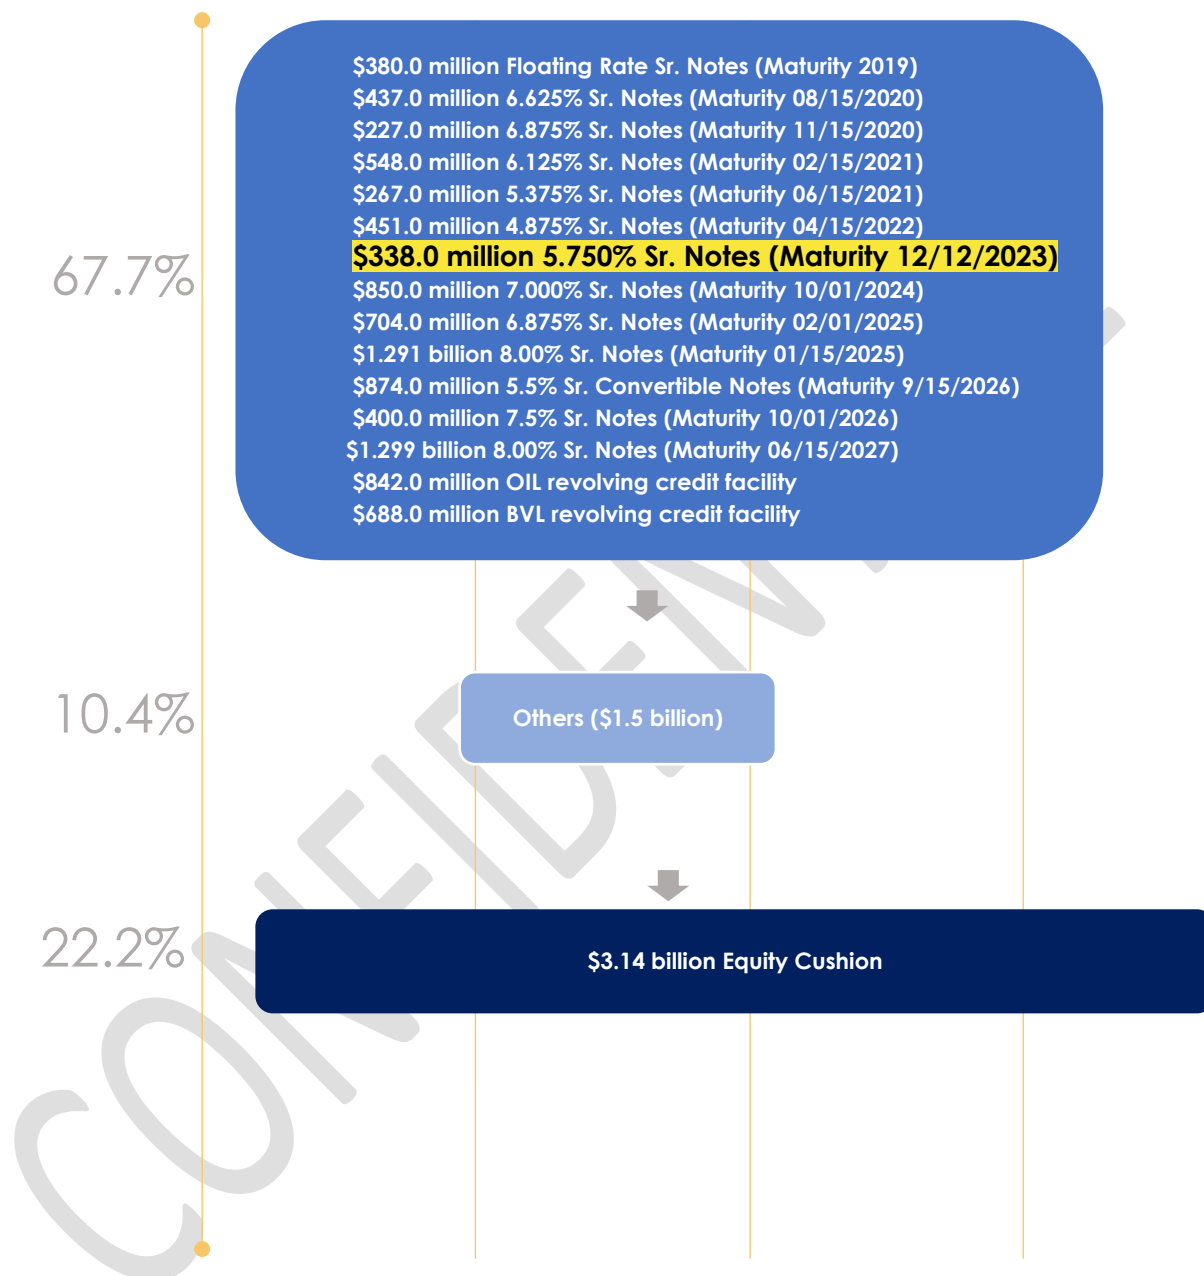 $380.0 million Floating Rate Sr. Notes (Maturity 2019)
$437.0 million 6.625% Sr. Notes (Maturity 08/15/2020)
$227.0 million 6.875% Sr. Notes (Maturity 11/15/2020)
$548.0 million 6.125% Sr. Notes (Maturity 02/15/2021)
$267.0 million 5.375% Sr. Notes (Maturity 06/15/2021)
$451.0 million 4.875% Sr. Notes (Maturity 04/15/2022)
$338.0 million 5.750% Sr. Notes (Maturity 12/12/2023)
67.7%
$850.0 million 7.000% Sr. Notes (Maturity 10/01/2024)
$704.0 million 6.875% Sr. Notes (Maturity 02/01/2025)
$1.291 billion 8.00% Sr. Notes (Maturity 01/15/2025)
$874.0 million 5.5% Sr. Convertible Notes (Maturity 9/15/2026)
$400.0 million 7.5% Sr. Notes (Maturity 10/01/2026)
$1.299 billion 8.00% Sr. Notes (Maturity 06/15/2027)
$842.0 million OIL revolving credit facility
$688.0 million BVL revolving credit facility
10.4%
Others ($1.5 billion)
22.2%
$3.14 billion Equity Cushion